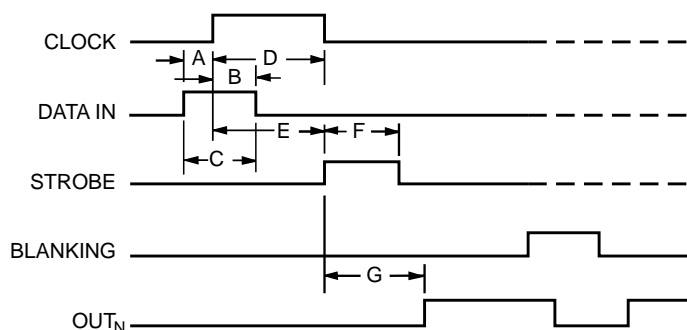 CLOCK
A D
B
DATA IN
E F
C
STROBE
BLANKING
G
OUTN